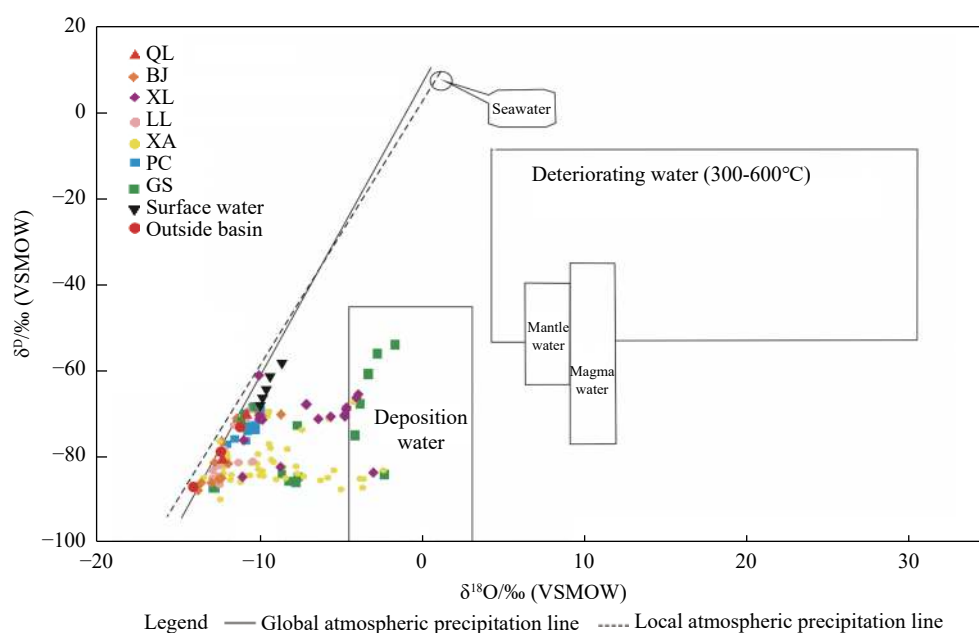 20
0
−20
−40
−60
−80
−100
δᴰ/‰ (VSMOW)
QL
BJ
XL
LL
XA
PC
GS
Surface water
Outside basin
Seawater
Deteriorating water (300-600°C)
Mantle
water
Magma
water
Deposition
water
−20
−10
0
10
20
30
δ¹⁸O/‰ (VSMOW)
Legend
Global atmospheric precipitation line
Local atmospheric precipitation line